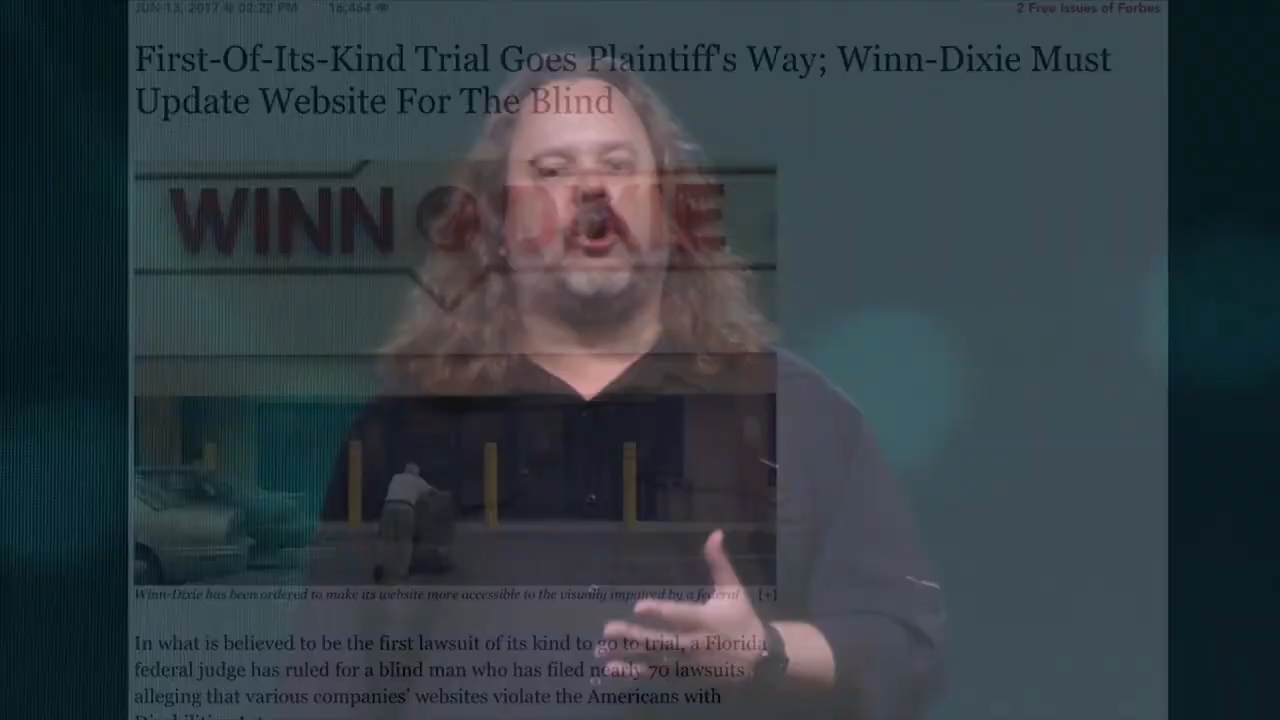 JUN 13, 2017 @ 02:22 PM 16,464
2 Free Issues of Forbes
First-Of-Its-Kind Trial Goes Plaintiff's Way; Winn-Dixie Must
Update Website For The Blind
WINN DIXIE
Winn-Dixie has been ordered to make its website more accessible to the visually impaired by a federal [+]
In what is believed to be the first lawsuit of its kind to go to trial, a Florida
federal judge has ruled for a blind man who has filed nearly 70 lawsuits
alleging that various companies' websites violate the Americans with